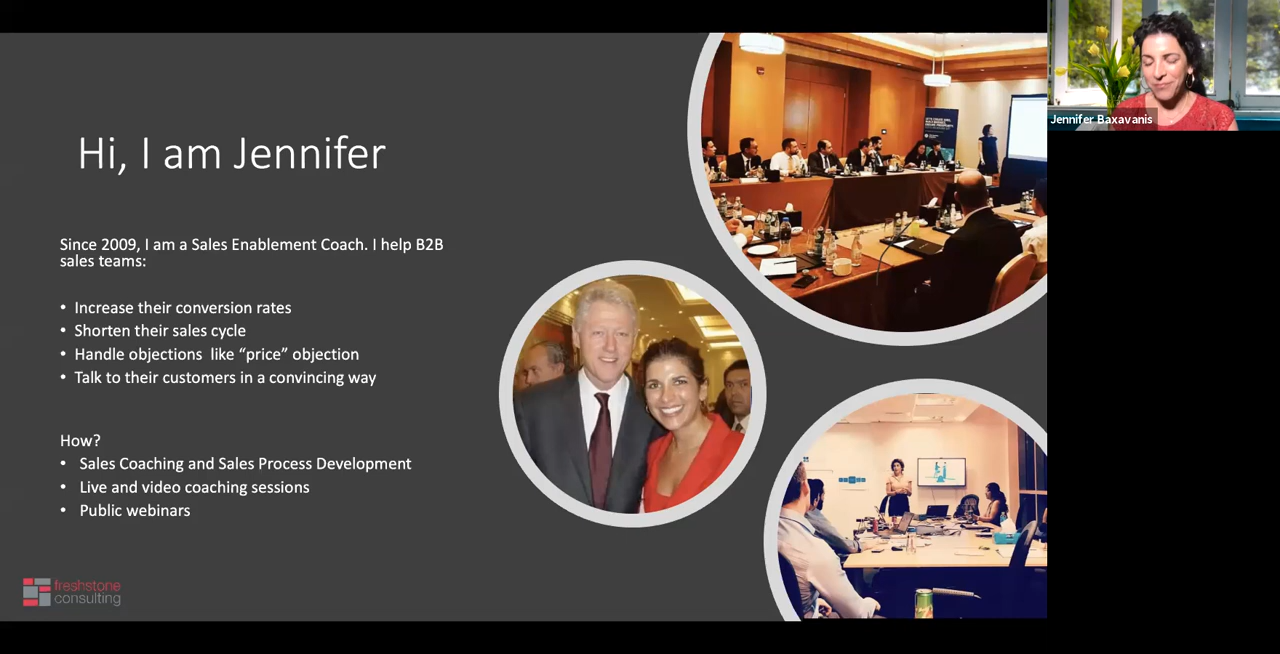 Hi, I am Jennifer
Since 2009, I am a Sales Enablement Coach. I help B2B
sales teams:
• Increase their conversion rates
• Shorten their sales cycle
• Handle objections  like “price” objection
• Talk to their customers in a convincing way
How?
• Sales Coaching and Sales Process Development
• Live and video coaching sessions
• Public webinars
freshstone
consulting
Jennifer Baxavanis